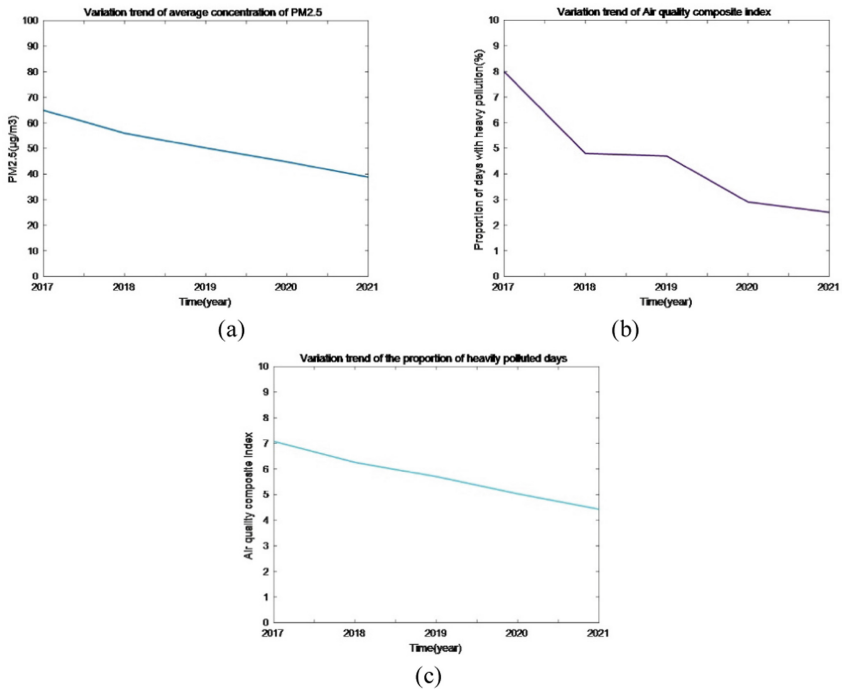 Variation trend of average concentration of PM2.5
100
90
80
70
60
50
40
30
20
10
0
PM2.5(μg/m3)
2017 2018 2019 2020 2021
Time(year)
(a)
Variation trend of Air quality composite index
10
9
8
7
6
5
4
3
2
1
0
Proportion of days with heavy pollution(%)
2017 2018 2019 2020 2021
Time(year)
(b)
Variation trend of the proportion of heavily polluted days
10
9
8
7
6
5
4
3
2
1
0
Air quality composite index
2017 2018 2019 2020 2021
Time(year)
(c)